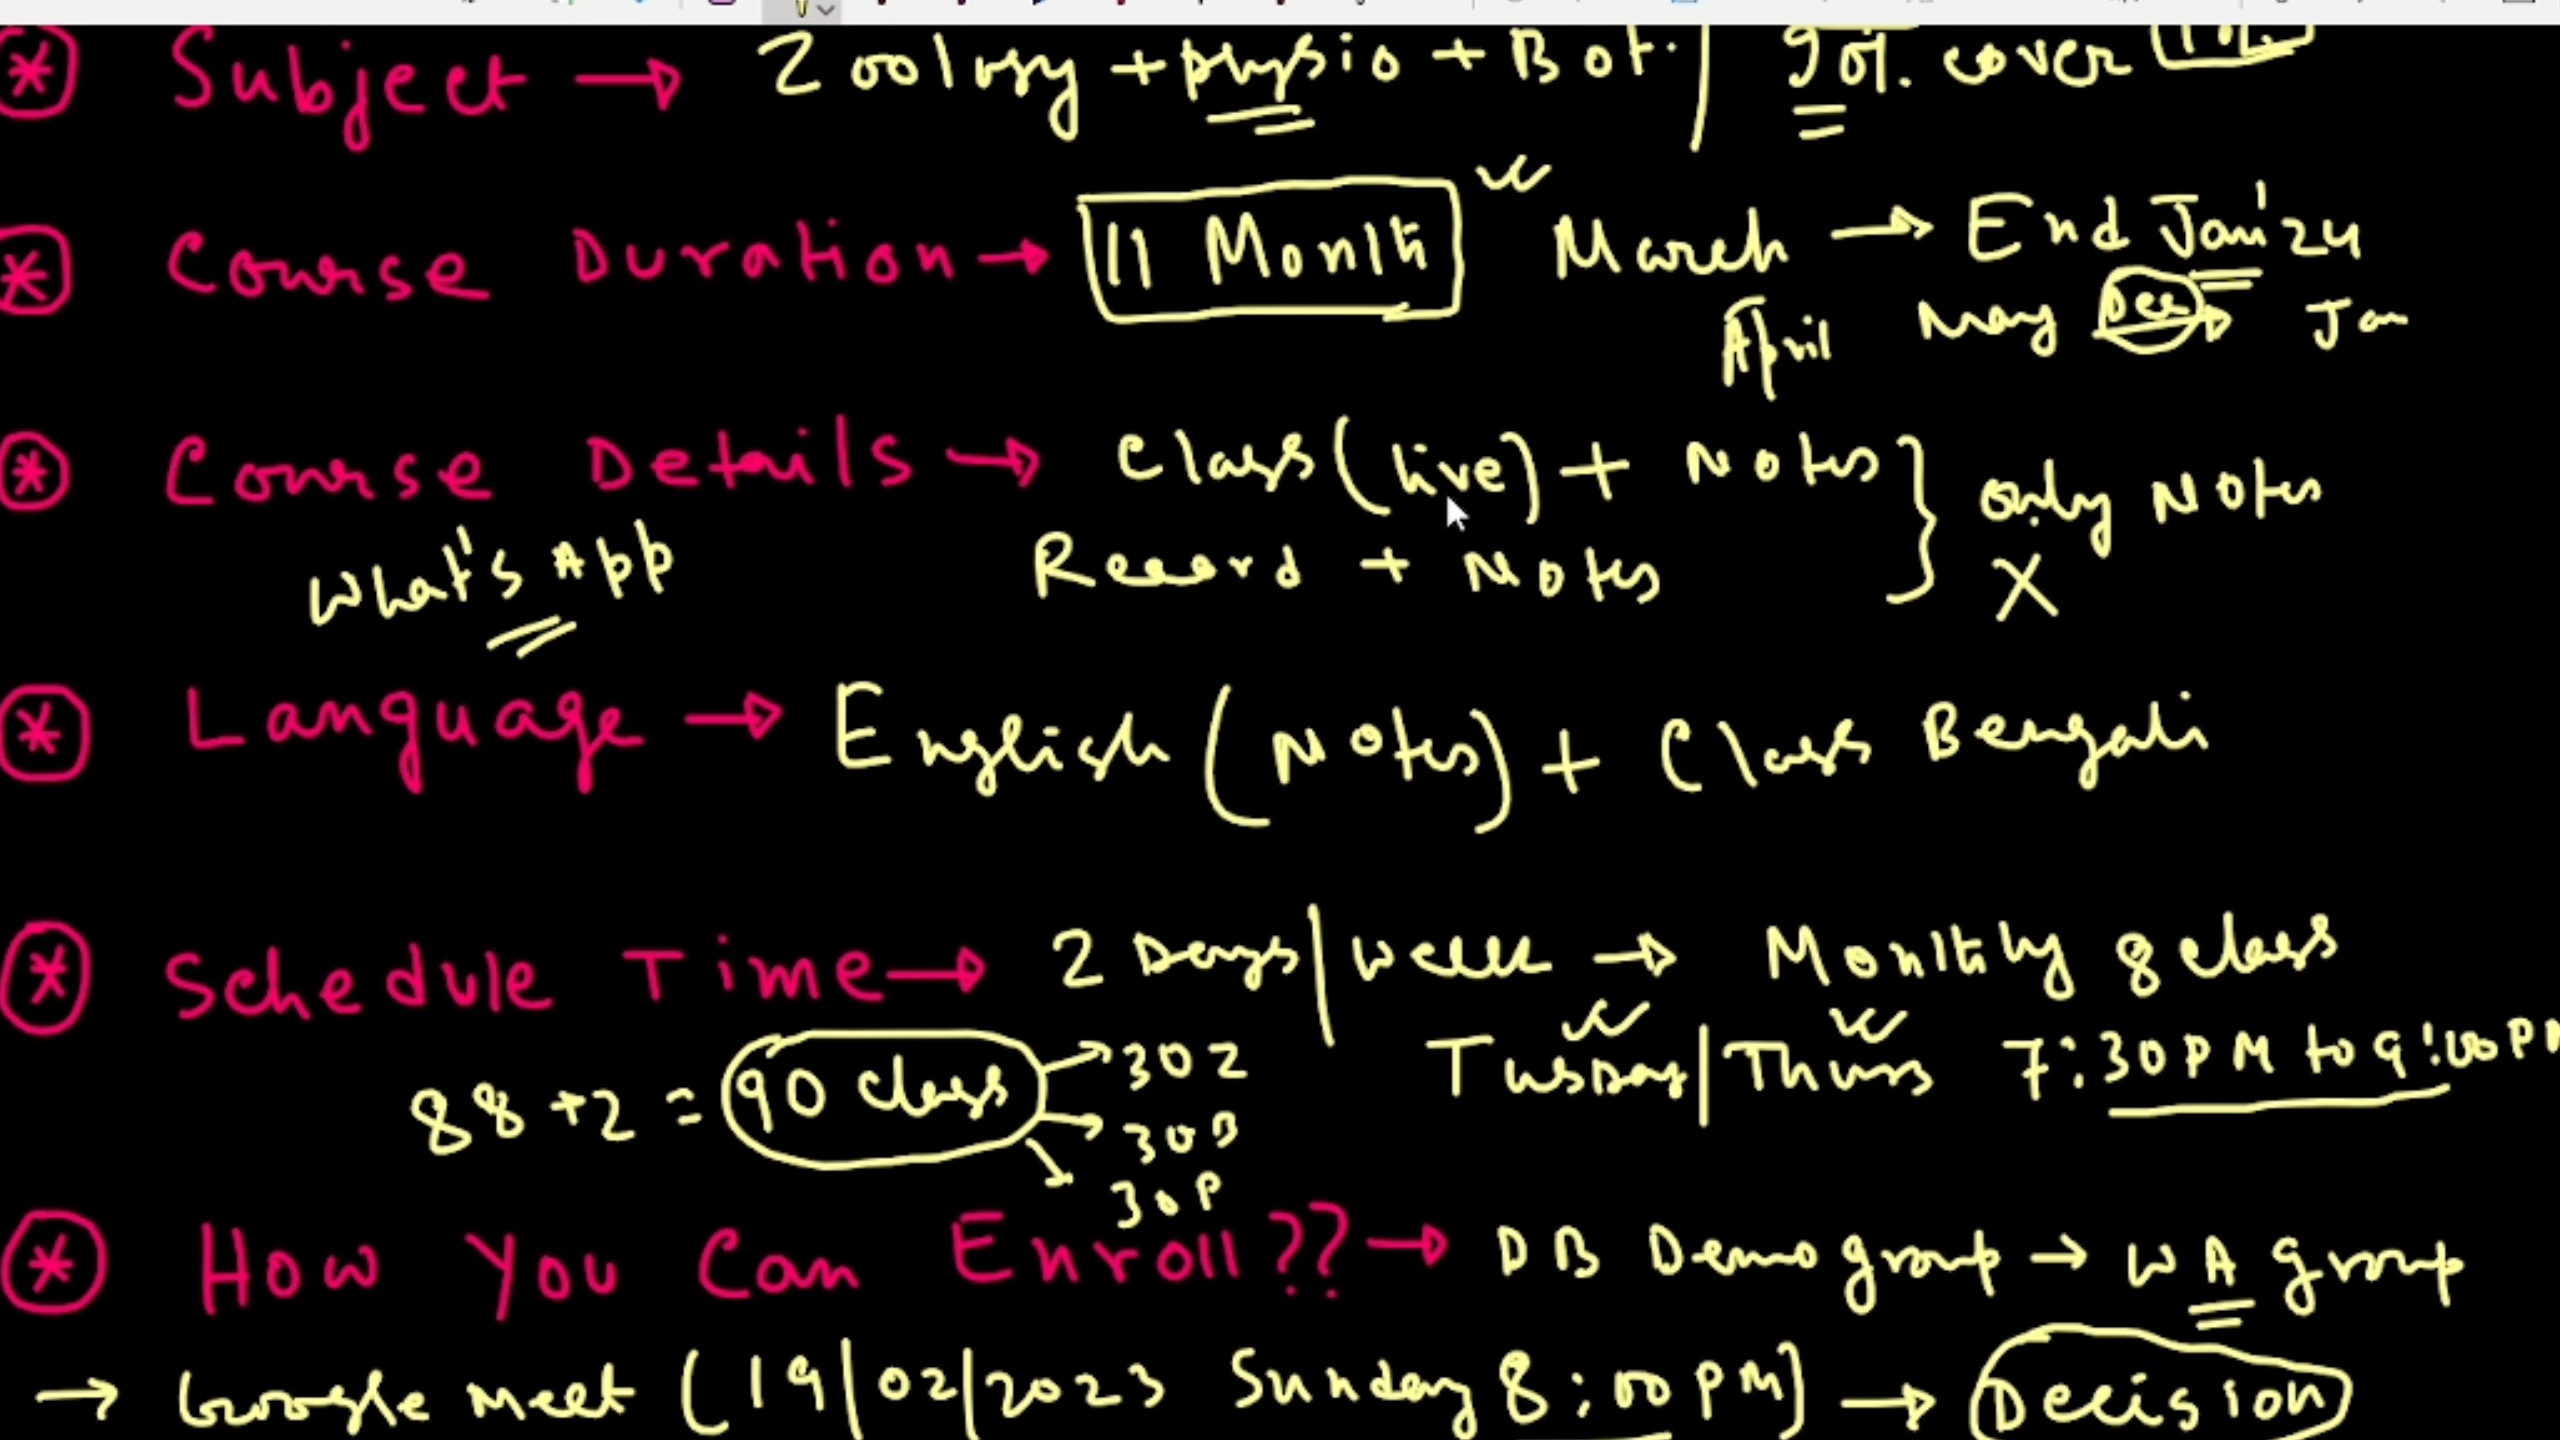 * Subject → Zoology + physio + Bot. | 90%. cover
* Course Duration → 11 Month March → End Jan'24
April May Dec → Jan
* Course Details → Class (live) + Notes } only Notes
What's App Record + Notes X
* Language → English (Notes) + Class Bengali
* Schedule Time → 2 Days | week → Monthly 8 class
88 + 2 = 90 class → 30 Z Tusday | Thurs 7:30 PM to 9:00 PM
→ 30 B
→ 30 P
* How You Can Enroll?? → DB Demo group → WA group
→ Google Meet (19/02/2023 Sunday 8:00 PM) → Decision